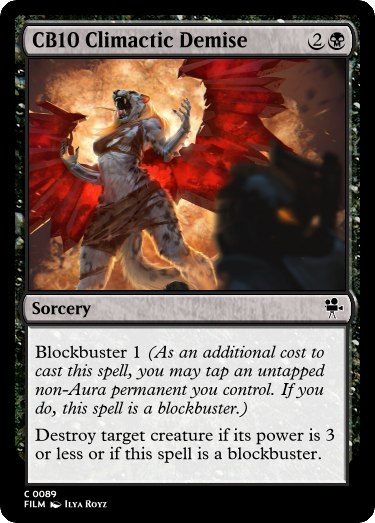 CB10 Climactic Demise 2
Sorcery
Blockbuster 1 (As an additional cost to
cast this spell, you may tap an untapped
non-Aura permanent you control. If you
do, this spell is a blockbuster.)
Destroy target creature if its power is 3
or less or if this spell is a blockbuster.
C 0089
FILM Ilya Royz